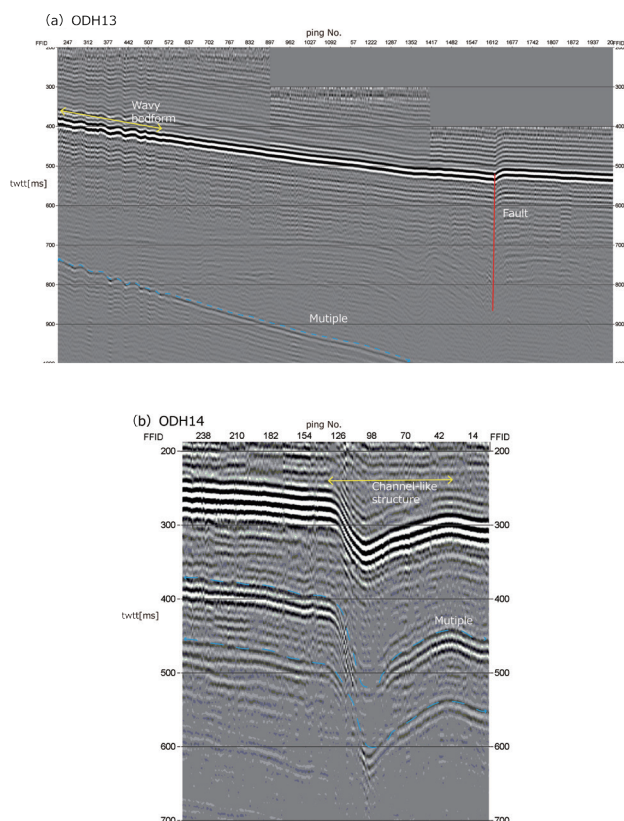 (a) ODH13
ping No.
FFID 247 312 377 442 507 572 637 702 767 832 897 962 1027 1092 57 1222 1287 1352 1417 1482 1547 1612 1677 1742 1807 1872 1937 20 FFID
200 200
300 300
Wavy
bedform
400 400
500 500
twtt[ms]
600 600
Fault
700 700
800 800
Mutiple
900 900
(b) ODH14
ping No.
FFID 238 210 182 154 126 98 70 42 14 FFID
200 200
Channel-like
structure
300 300
400 400
twtt[ms]
Mutiple
500 500
600 600
700 700